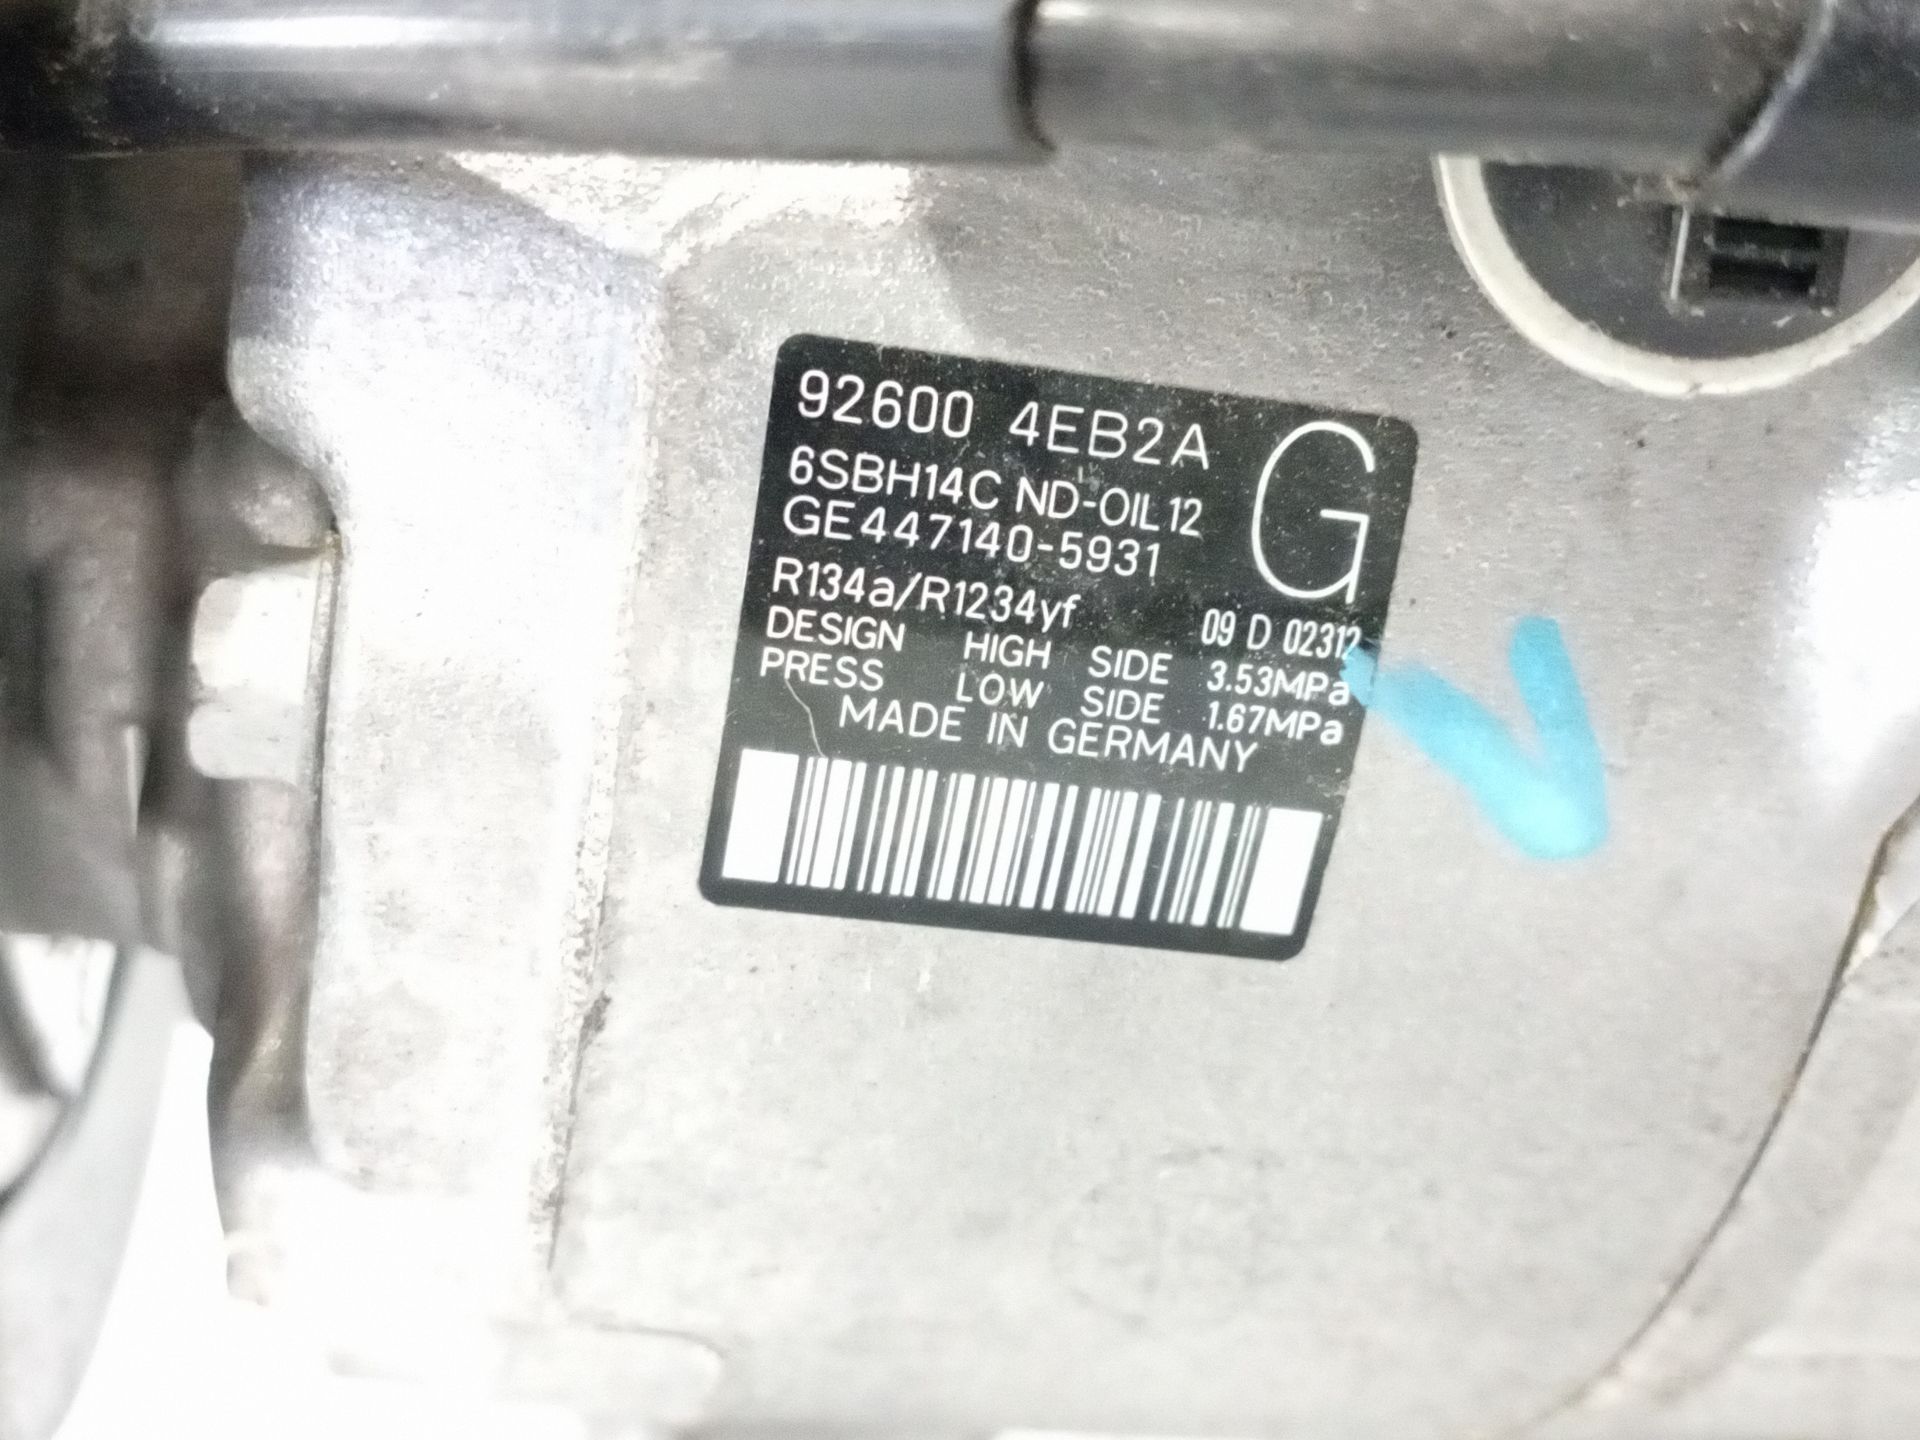 92600 4EB2A G
6SBH14C ND-OIL 12
GE447140-5931
R134a/R1234yf 09 D 02312
DESIGN HIGH SIDE 3.53MPa
PRESS LOW SIDE 1.67MPa
MADE IN GERMANY